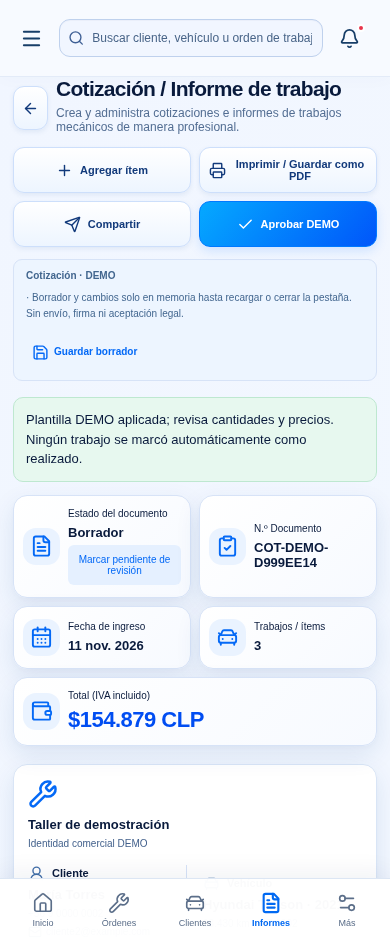 Buscar cliente, vehículo u orden de trabaj
Cotización / Informe de trabajo
Crea y administra cotizaciones e informes de trabajos
mecánicos de manera profesional.
Agregar ítem
Imprimir / Guardar como
PDF
Compartir
Aprobar DEMO
Cotización · DEMO
· Borrador y cambios solo en memoria hasta recargar o cerrar la pestaña.
Sin envío, firma ni aceptación legal.
Guardar borrador
Plantilla DEMO aplicada; revisa cantidades y precios.
Ningún trabajo se marcó automáticamente como
realizado.
Estado del documento
Borrador
Marcar pendiente de
revisión
N.º Documento
COT-DEMO-
D999EE14
Fecha de ingreso
11 nov. 2026
Trabajos / ítems
3
Total (IVA incluido)
$154.879 CLP
Taller de demostración
Identidad comercial DEMO
Cliente
Inicio
Órdenes
Clientes
Informes
Más